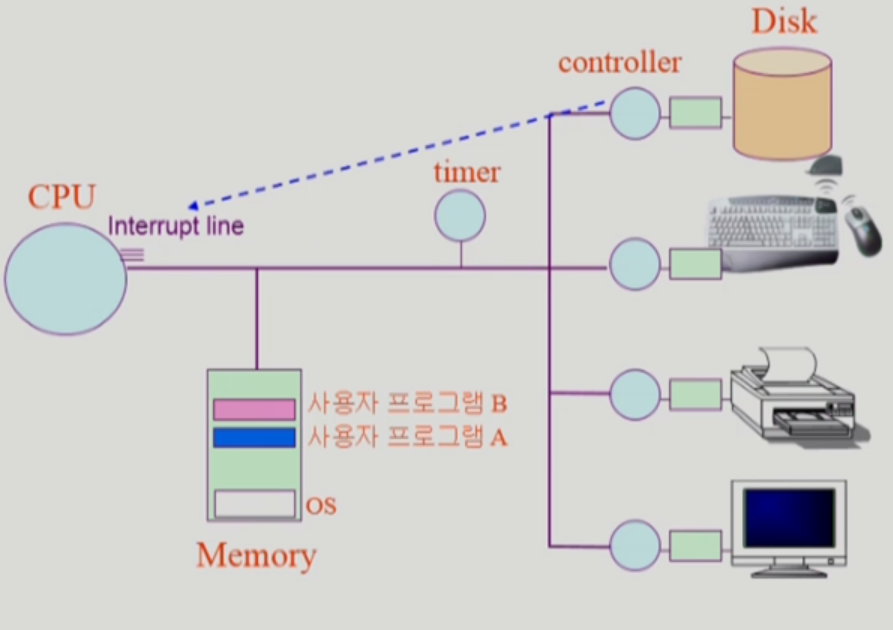 Disk
controller
timer
CPU
Interrupt line
사용자 프로그램 B
사용자 프로그램 A
OS
Memory